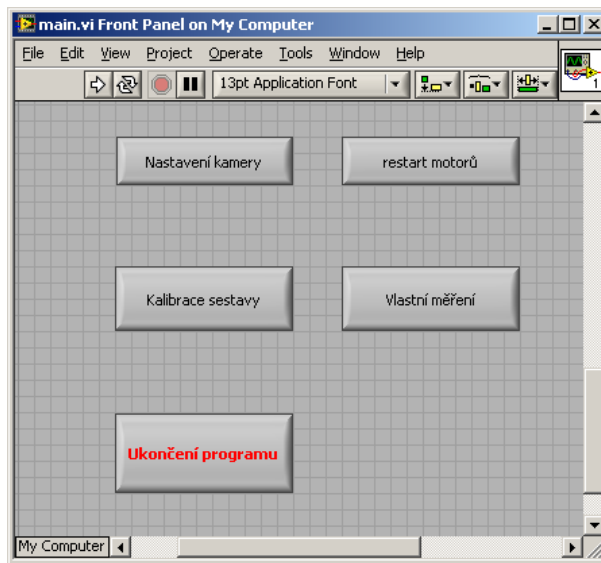 main.vi Front Panel on My Computer
File Edit View Project Operate Tools Window Help
13pt Application Font
1
Nastavení kamery restart motorů
Kalibrace sestavy Vlastní měření
Ukončení programu
My Computer